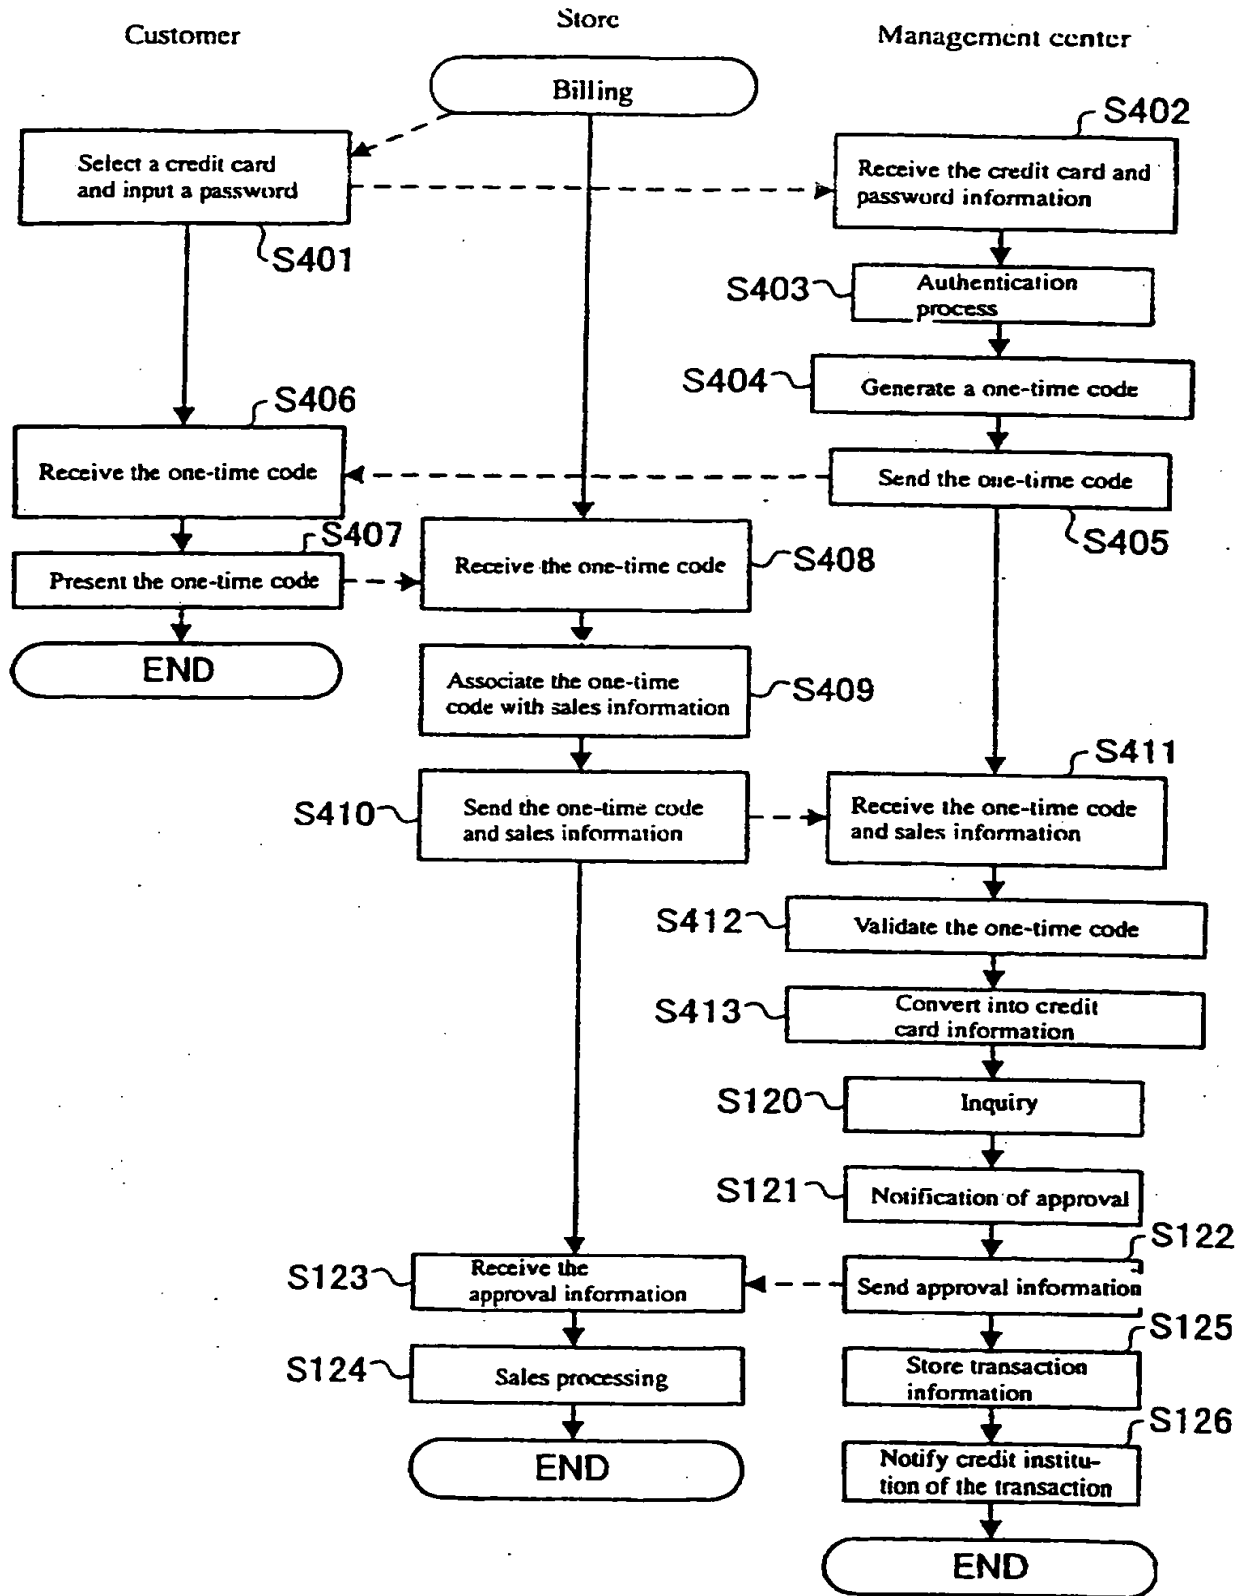 Customer
Store
Management center
Billing
S402
Select a credit card
and input a password
Receive the credit card and
password information
S401
S403
Authentication
process
S404
Generate a one-time code
S406
Receive the one-time code
Send the one-time code
S407
S405
Present the one-time code
Receive the one-time code
S408
END
Associate the one-time
code with sales information
S409
S411
S410
Send the one-time code
and sales information
Receive the one-time code
and sales information
S412
Validate the one-time code
S413
Convert into credit
card information
S120
Inquiry
S121
Notification of approval
S122
S123
Receive the
approval information
Send approval information
S125
S124
Sales processing
Store transaction
information
S126
END
Notify credit institu-
tion of the transaction
END